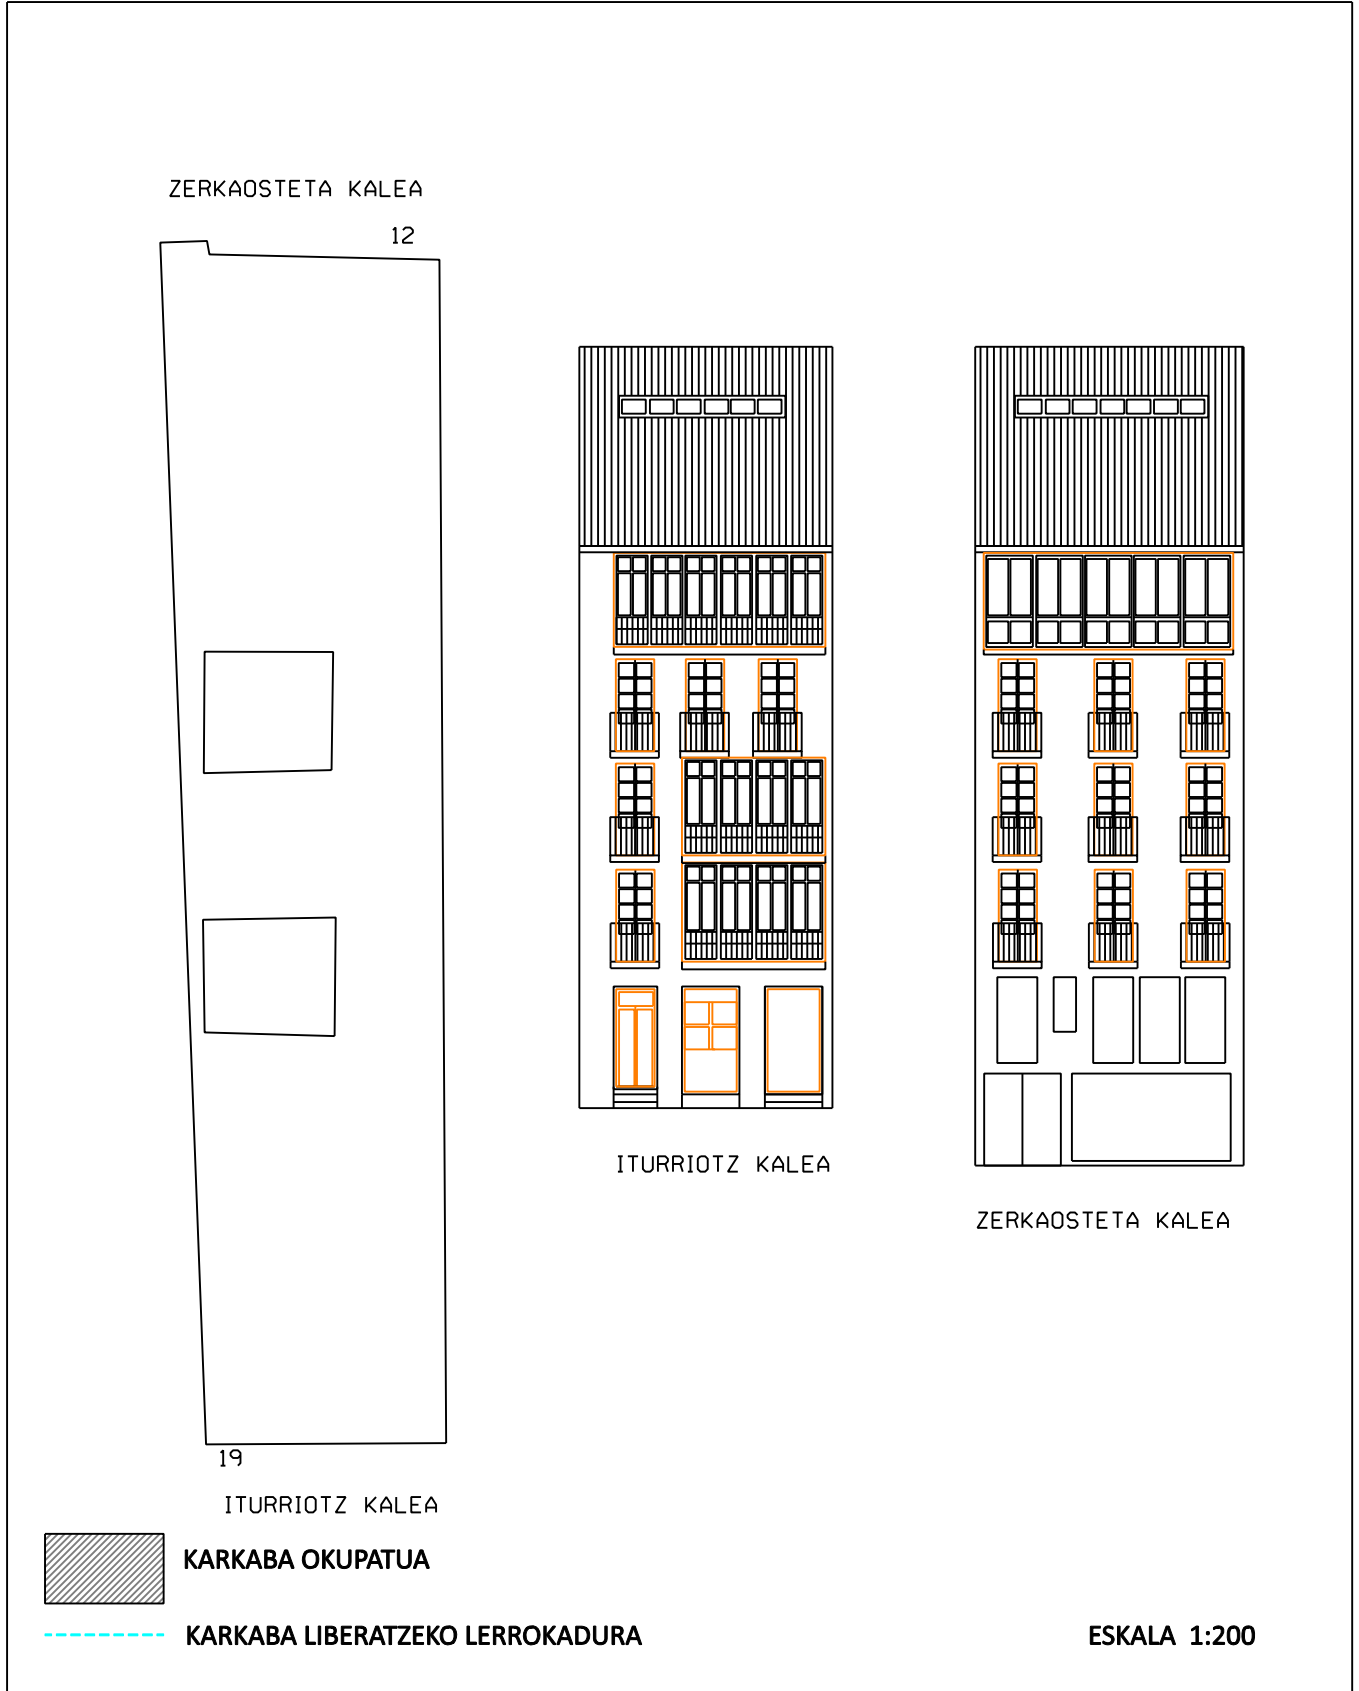 ZERKAOSTETA KALEA
12
19
ITURRIOTZ KALEA
ITURRIOTZ KALEA
ZERKAOSTETA KALEA
KARKABA OKUPATUA
KARKABA LIBERATZEKO LERROKADURA
ESKALA 1:200